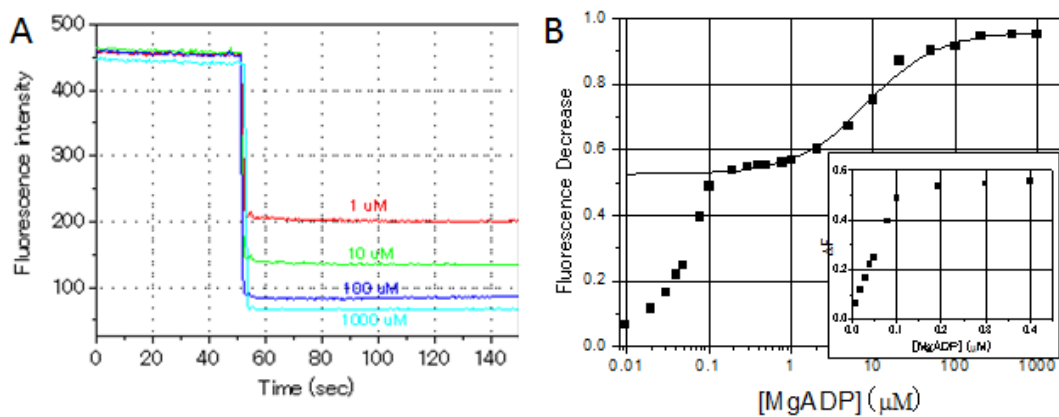 A
Fluorescence intensity
500
400
300
200
100
1 uM
10 uM
100 uM
1000 uM
0 20 40 60 80 100 120 140
Time (sec)
B
Fluorescence Decrease
1.0
0.8
0.6
0.4
0.2
0.0
0.01 0.1 1 10 100 1000
[MgADP] (μM)
ΔF
0.6
0.4
0.2
0.0
0.0 0.1 0.2 0.3 0.4
[MgADP] (μM)